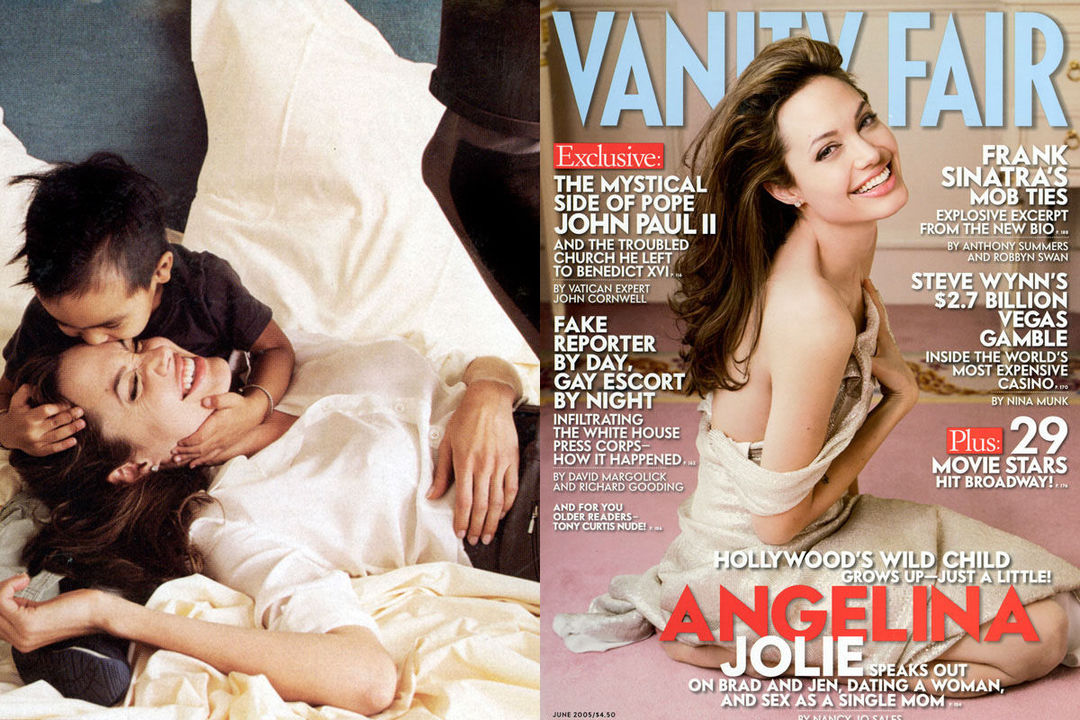 VANITY FAIR
Exclusive:
THE MYSTICAL
SIDE OF POPE
JOHN PAUL II
AND THE TROUBLED
CHURCH HE LEFT
TO BENEDICT XVI
BY VATICAN EXPERT
JOHN CORNWELL
FAKE
REPORTER
BY DAY,
GAY ESCORT
BY NIGHT
INFILTRATING
THE WHITE HOUSE
PRESS CORPS—
HOW IT HAPPENED
BY DAVID MARGOLICK
AND RICHARD GOODING
AND FOR YOU
OLDER READERS–
TONY CURTIS NUDE!
FRANK
SINATRA'S
MOB TIES
EXPLOSIVE EXCERPT
FROM THE NEW BIO
BY ANTHONY SUMMERS
AND ROBBYN SWAN
STEVE WYNN'S
$2.7 BILLION
VEGAS
GAMBLE
INSIDE THE WORLD'S
MOST EXPENSIVE
CASINO P. 170
BY NINA MUNK
Plus: 29
MOVIE STARS
HIT BROADWAY!
HOLLYWOOD'S WILD CHILD
GROWS UP—JUST A LITTLE!
ANGELINA
JOLIE SPEAKS OUT
ON BRAD AND JEN, DATING A WOMAN,
AND SEX AS A SINGLE MOM
BY NANCY JO SALES
JUNE 2005/$4.50